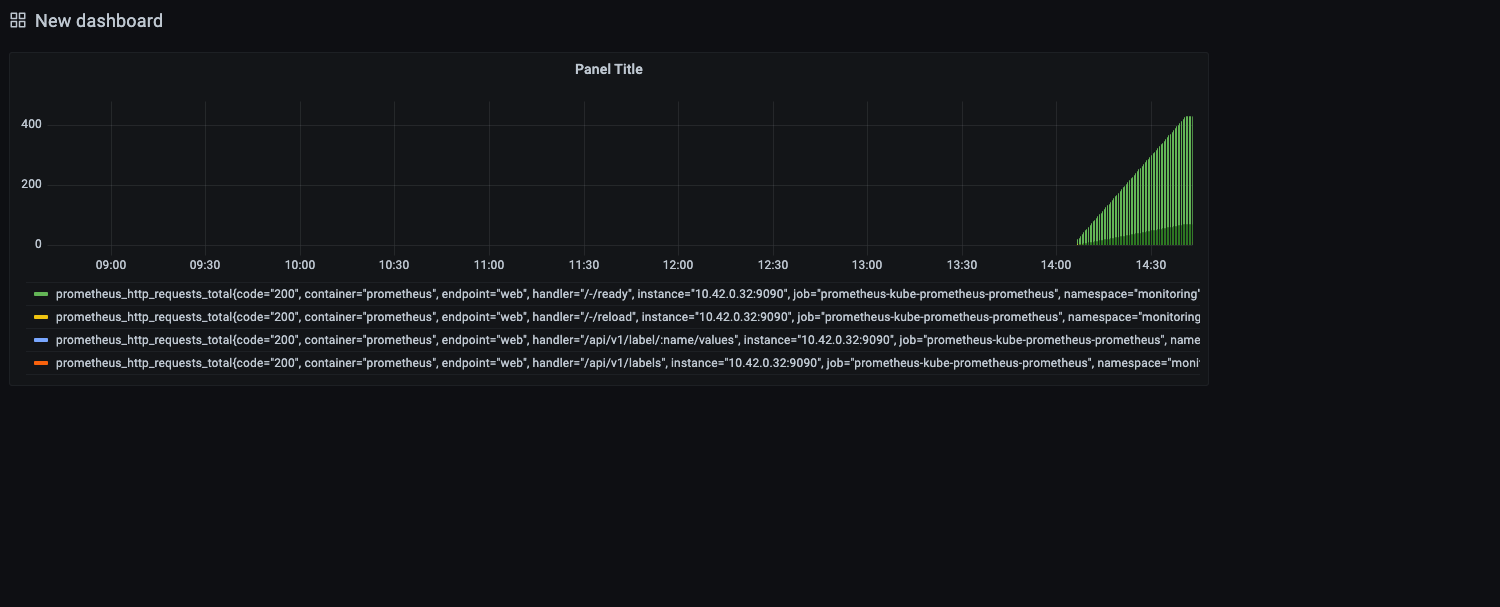 New dashboard
Panel Title
400
200
0
09:00 09:30 10:00 10:30 11:00 11:30 12:00 12:30 13:00 13:30 14:00 14:30
prometheus_http_requests_total{code="200", container="prometheus", endpoint="web", handler="/-/ready", instance="10.42.0.32:9090", job="prometheus-kube-prometheus-prometheus", namespace="monitoring"
prometheus_http_requests_total{code="200", container="prometheus", endpoint="web", handler="/-/reload", instance="10.42.0.32:9090", job="prometheus-kube-prometheus-prometheus", namespace="monitoring
prometheus_http_requests_total{code="200", container="prometheus", endpoint="web", handler="/api/v1/label/:name/values", instance="10.42.0.32:9090", job="prometheus-kube-prometheus-prometheus", name
prometheus_http_requests_total{code="200", container="prometheus", endpoint="web", handler="/api/v1/labels", instance="10.42.0.32:9090", job="prometheus-kube-prometheus-prometheus", namespace="moni